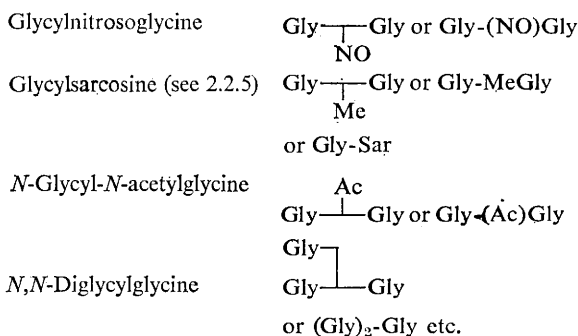 Glycylnitrosoglycine Gly-Gly or Gly-(NO)Gly
NO
Glycylsarcosine (see 2.2.5) Gly-Gly or Gly-MeGly
Me
or Gly-Sar
Ac
N-Glycyl-N-acetylglycine Gly-Gly or Gly-(Ac)Gly
Gly
N,N-Diglycylglycine Gly-Gly
or (Gly)₂-Gly etc.